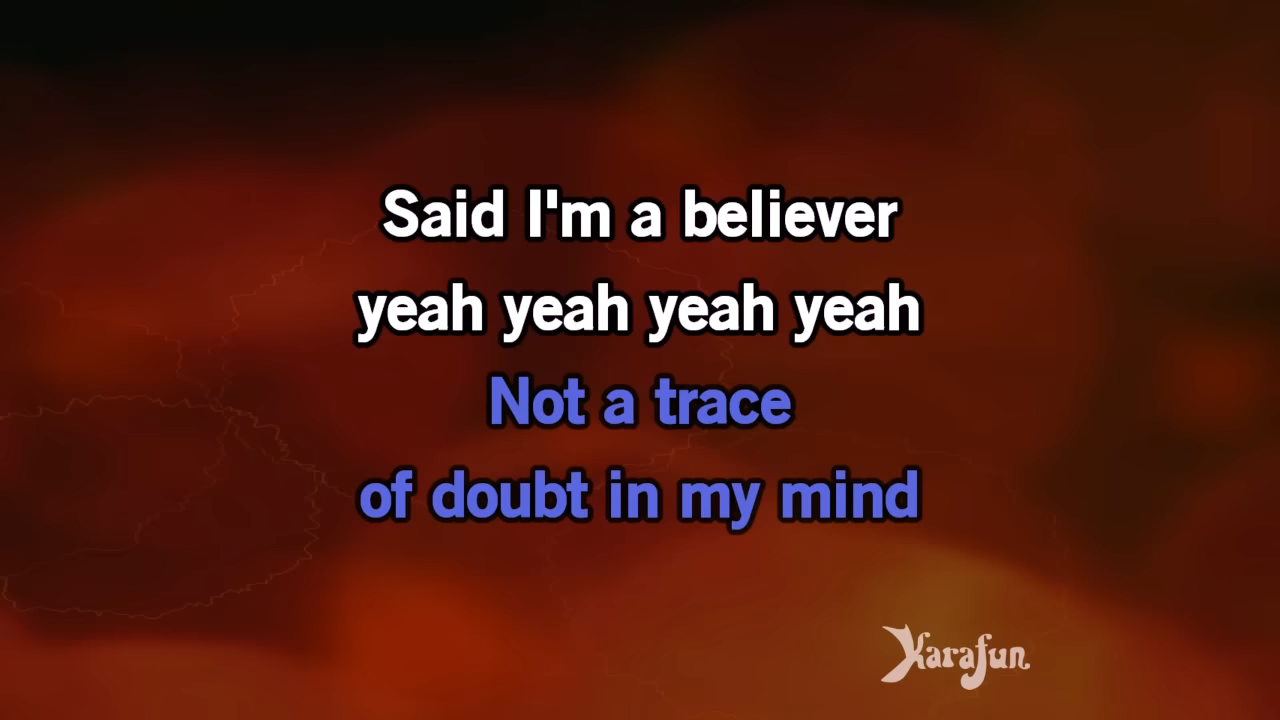 Said I'm a believer
yeah yeah yeah yeah
Not a trace
of doubt in my mind
Karafun